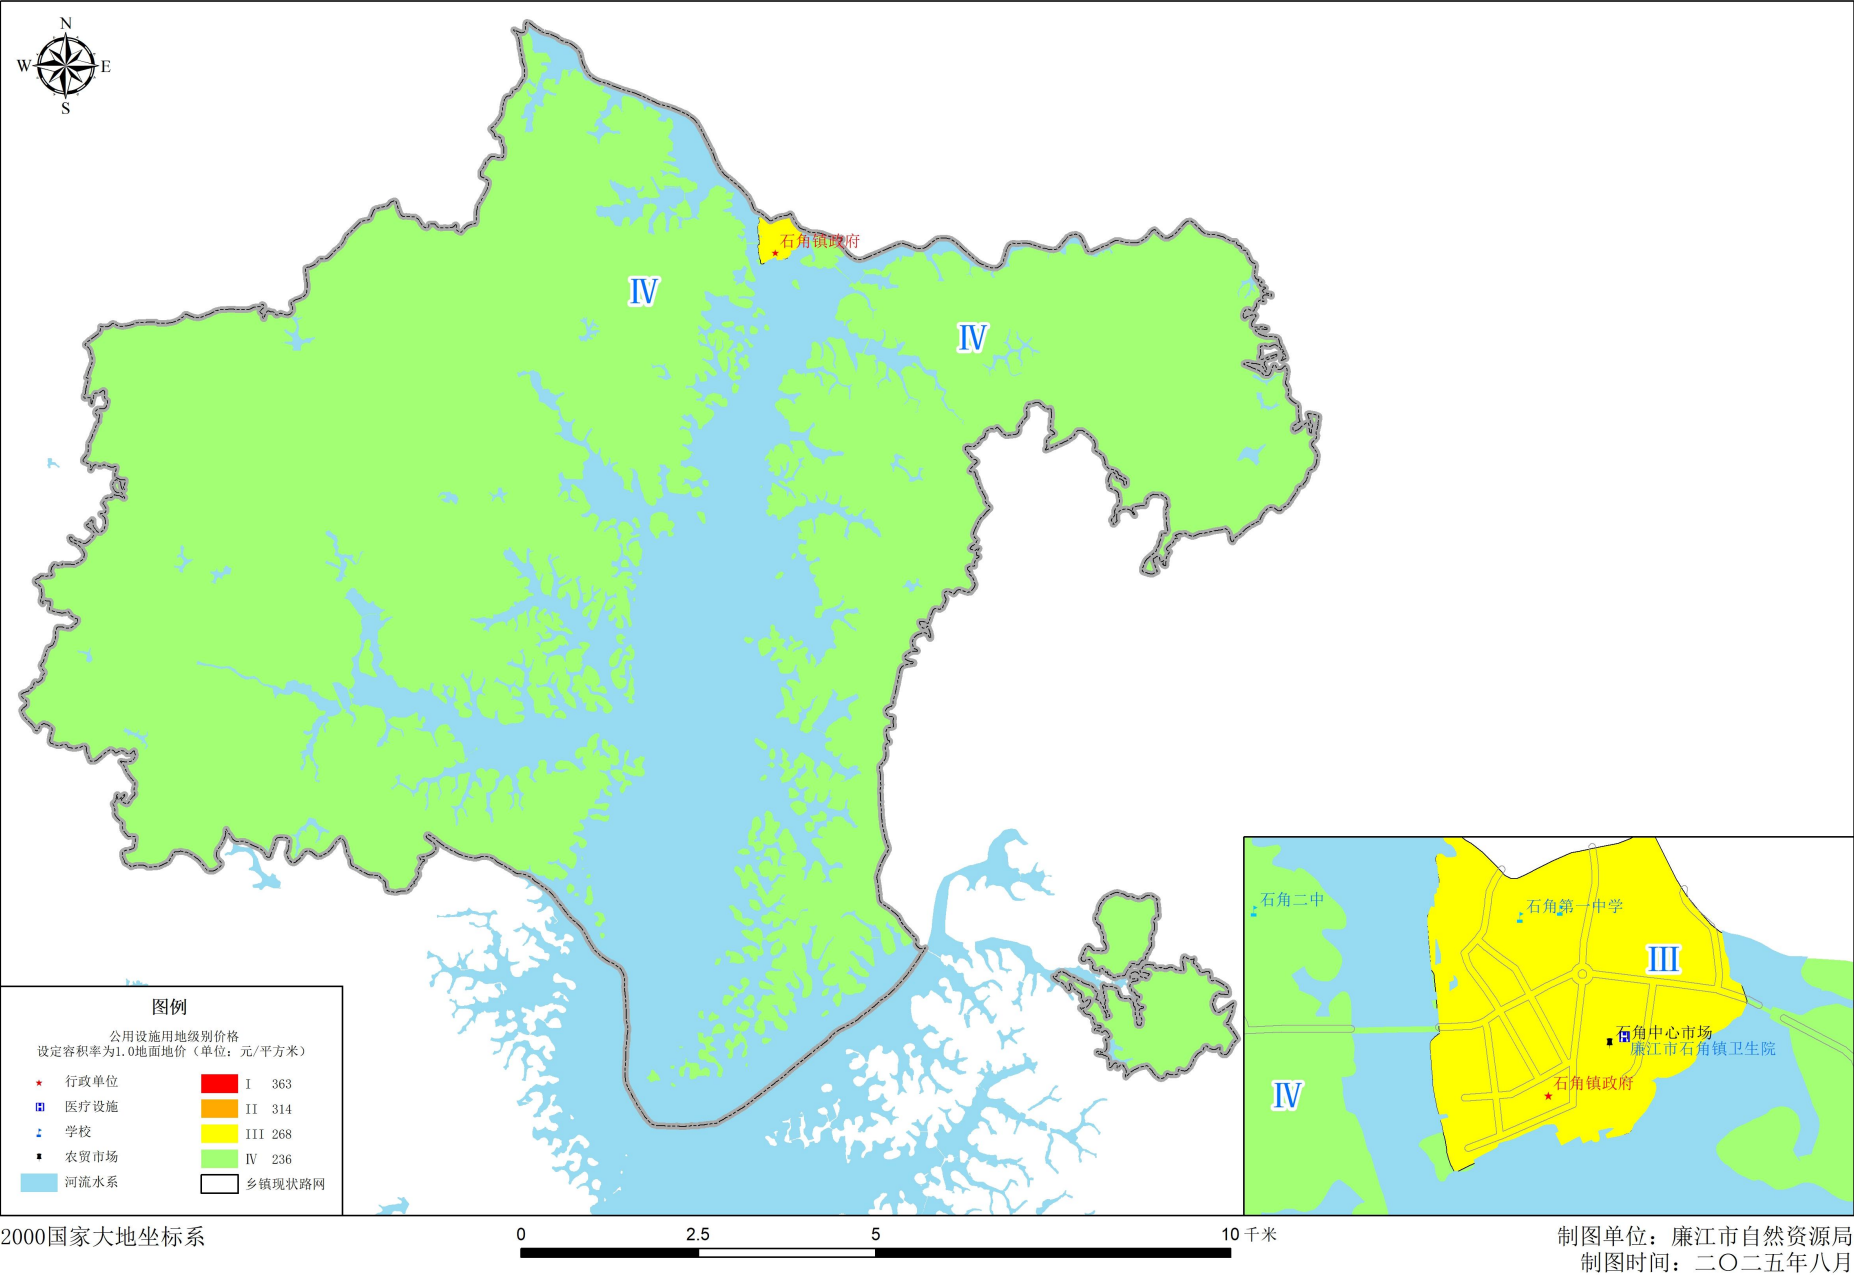 N
W E
S
石角镇政府
Ⅳ
Ⅳ
图例
公用设施用地级别价格
设定容积率为1.0地面地价（单位：元/平方米）
行政单位
医疗设施
学校
农贸市场
河流水系
I 363
II 314
III 268
Ⅳ 236
乡镇现状路网
石角二中
石角第一中学
Ⅲ
石角中心市场
廉江市石角镇卫生院
石角镇政府
Ⅳ
2000国家大地坐标系
0 2.5 5 10 千米
制图单位：廉江市自然资源局
制图时间：二〇二五年八月